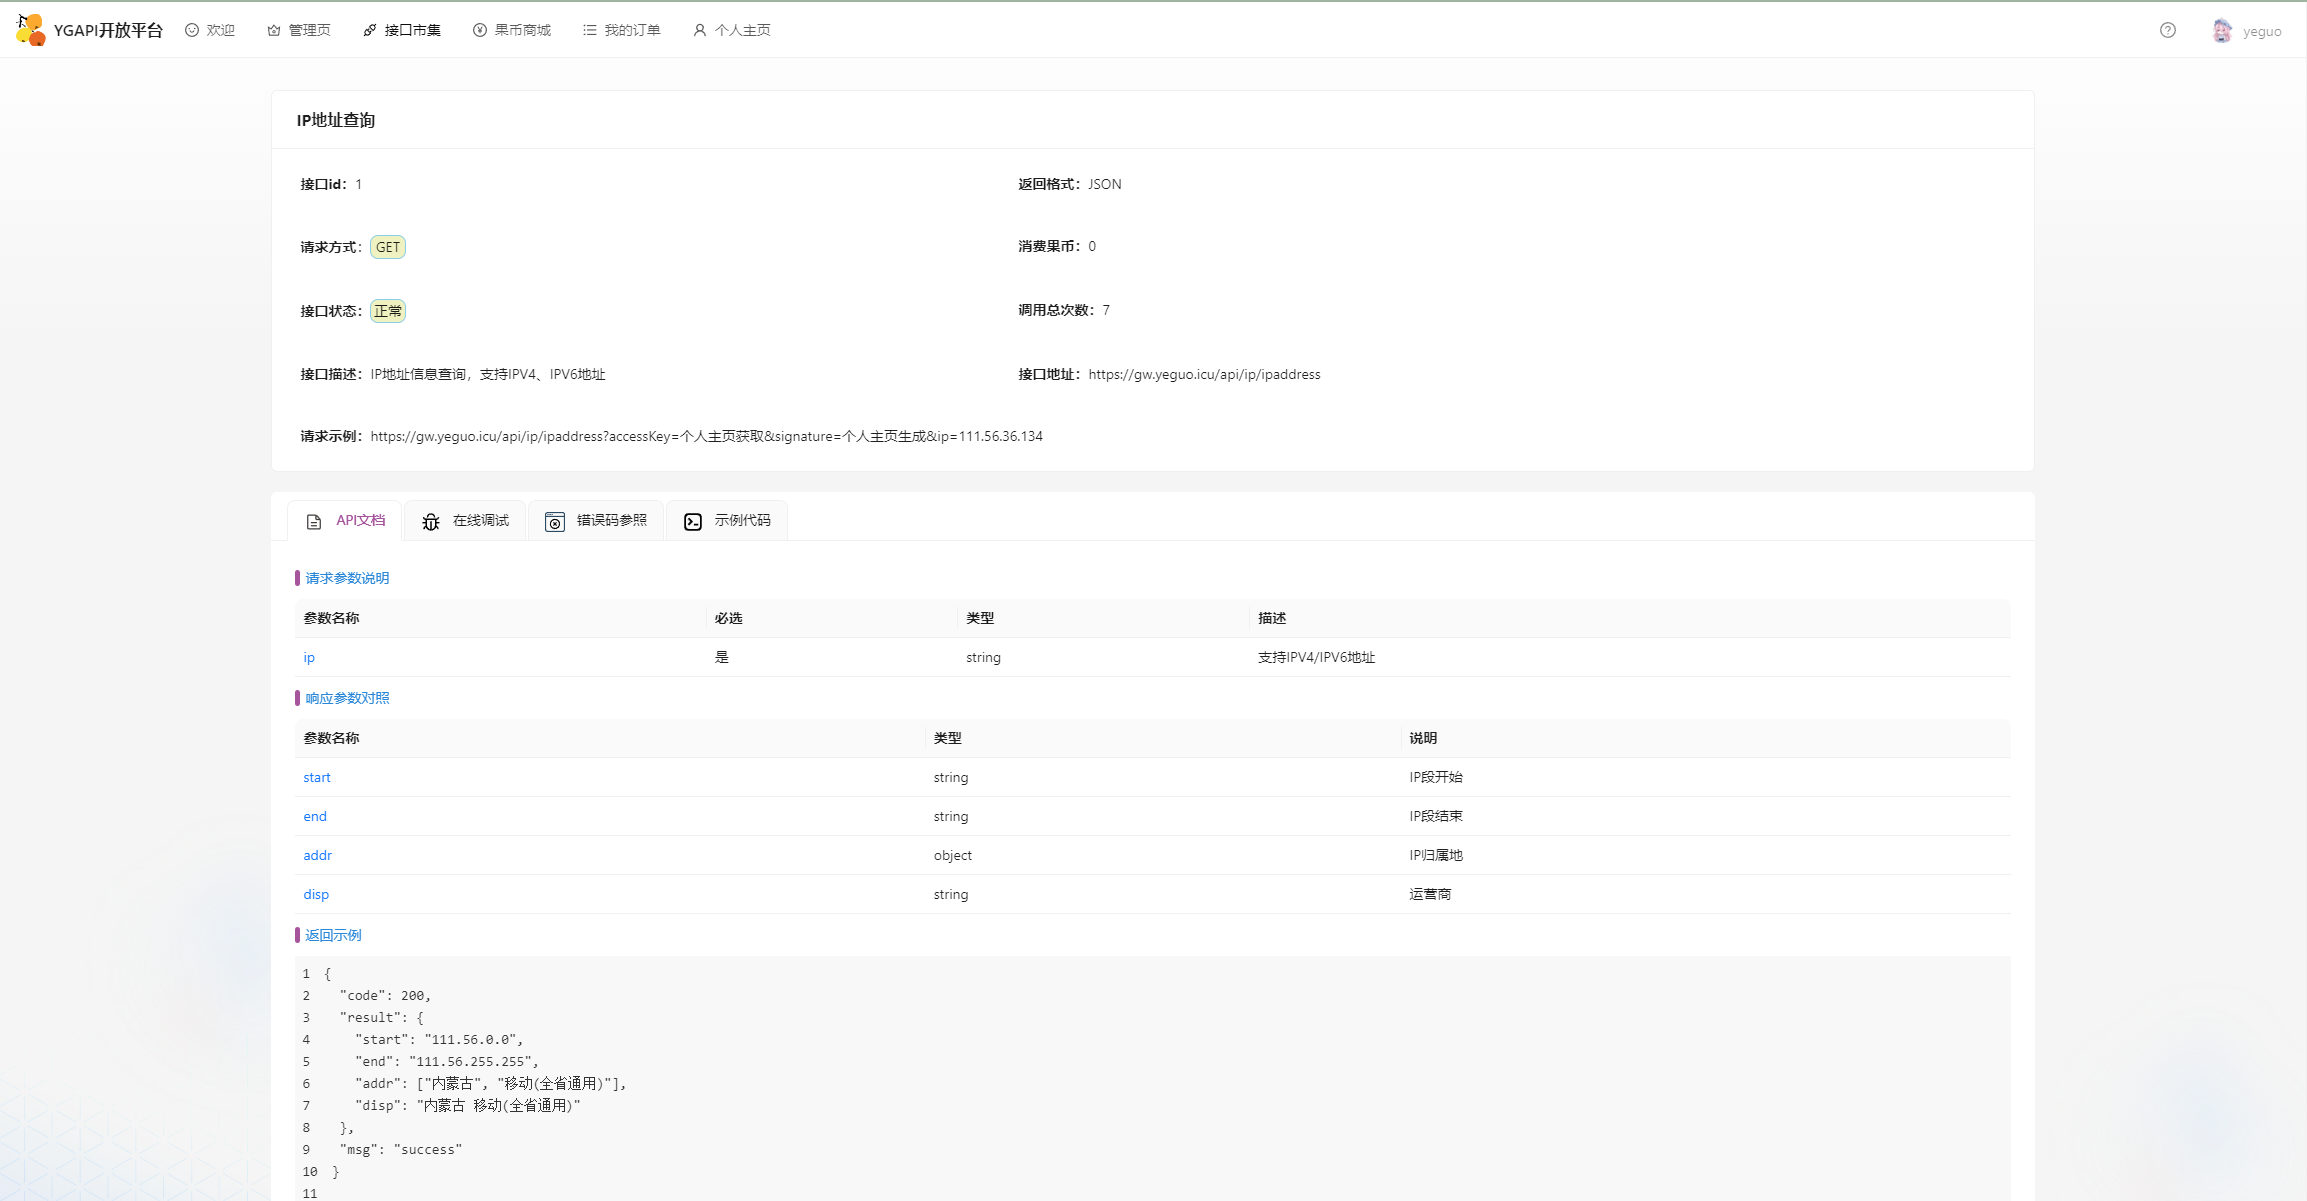 YGAPI开放平台 欢迎 管理页 接口市集 果币商城 我的订单 个人主页 yeguo
IP地址查询
接口id： 1 返回格式： JSON
请求方式： GET 消费果币： 0
接口状态： 正常 调用总次数： 7
接口描述： IP地址信息查询，支持IPV4、IPV6地址 接口地址： https://gw.yeguo.icu/api/ip/ipaddress
请求示例： https://gw.yeguo.icu/api/ip/ipaddress?accessKey=个人主页获取&signature=个人主页生成&ip=111.56.36.134
API文档 在线调试 错误码参照 示例代码
请求参数说明
参数名称 必选 类型 描述
ip 是 string 支持IPV4/IPV6地址
响应参数对照
参数名称 类型 说明
start string IP段开始
end string IP段结束
addr object IP归属地
disp string 运营商
返回示例
1 {
2 "code": 200,
3 "result": {
4 "start": "111.56.0.0",
5 "end": "111.56.255.255",
6 "addr": ["内蒙古", "移动(全省通用)"],
7 "disp": "内蒙古 移动(全省通用)"
8 },
9 "msg": "success"
10 }
11